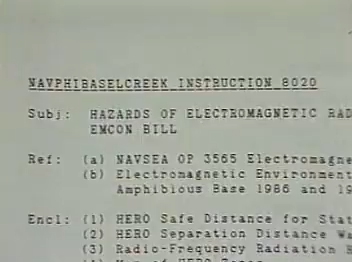 NAVPHIBASELCREEK INSTRUCTION 8020
Subj: HAZARDS OF ELECTROMAGNETIC RAD
EMCON BILL
Ref: (a) NAVSEA OP 3565 Electromagne
(b) Electromagnetic Environment
Amphibious Base 1986 and 19
Encl: (1) HERO Safe Distance for Stat
(2) HERO Separation Distance Wa
(3) Radio-Frequency Radiation